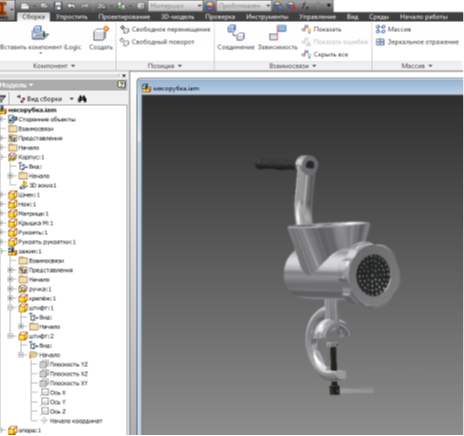 Материал
Представлен
Сборка Упростить Проектирование 3D-модель Проверка Инструменты Управление Вид Среды Начало работы
Вставить компонент iLogic
Создать
Свободное перемещение
Свободный поворот
Соединение
Зависимость
Показать
Показать ошибки
Скрыть все
Массив
Зеркальное отражение
Компонент
Позиция
Взаимосвязи
Массив
Модель
Вид сборки
мясорубка.iam
Сторонние объекты
Взаимосвязи
Представления
Начало
Корпус:1
Вид:
Начало
3D эскиз1
Шнек:1
Нож:1
Матрица:1
Крышка М:1
Рукоять:1
Рукоять рукоятки:1
зажим:1
Взаимосвязи
Представления
Начало
ручка:1
крепёж:1
штифт:1
Вид:
Начало
штифт:2
Вид:
Начало
Плоскость YZ
Плоскость XZ
Плоскость XY
Ось X
Ось Y
Ось Z
Начало координат
опора:1
мясорубка.iam